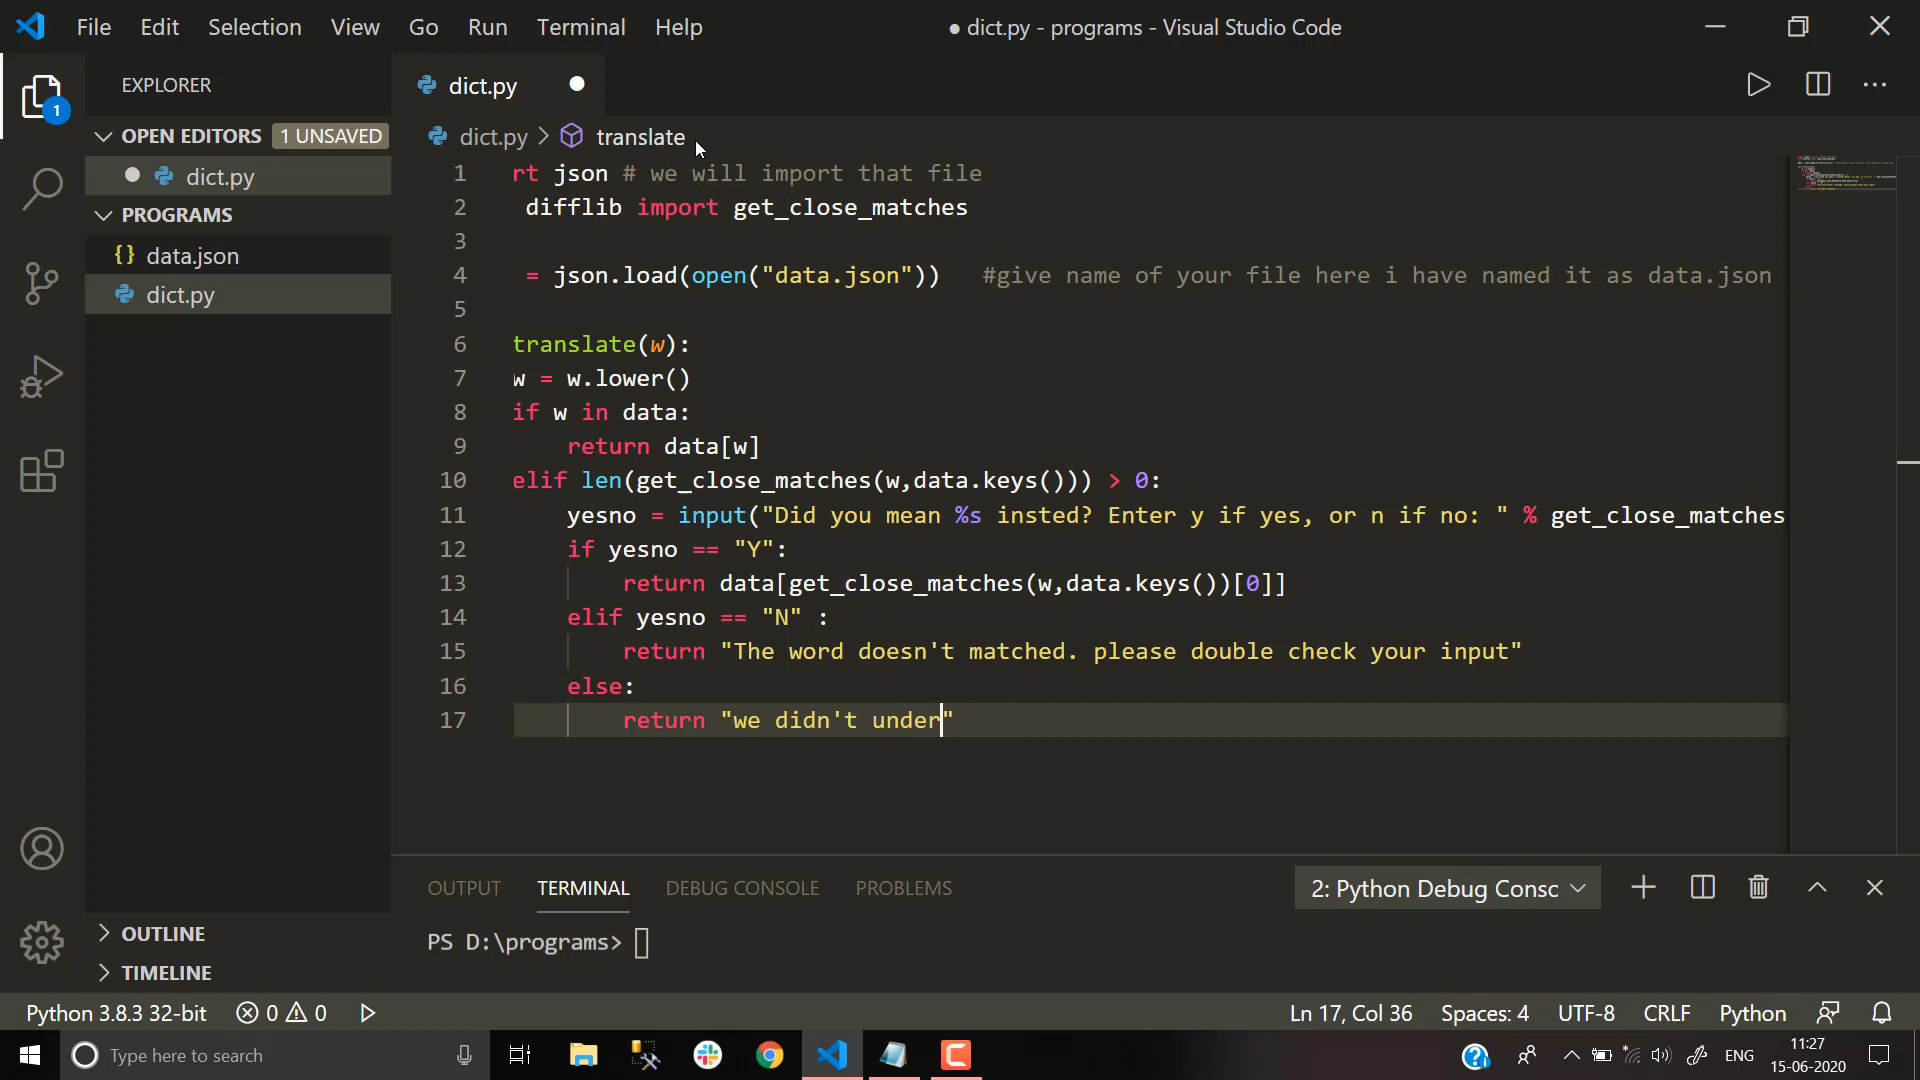 File Edit Selection View Go Run Terminal Help
● dict.py - programs - Visual Studio Code
EXPLORER
OPEN EDITORS 1 UNSAVED
dict.py
PROGRAMS
{} data.json
dict.py
OUTLINE
TIMELINE
1
dict.py
dict.py > translate
1 rt json # we will import that file
2 difflib import get_close_matches
3
4 = json.load(open("data.json")) #give name of your file here i have named it as data.json
5
6 translate(w):
7 w = w.lower()
8 if w in data:
9 return data[w]
10 elif len(get_close_matches(w,data.keys())) > 0:
11 yesno = input("Did you mean %s insted? Enter y if yes, or n if no: " % get_close_matches
12 if yesno == "Y":
13 return data[get_close_matches(w,data.keys())[0]]
14 elif yesno == "N" :
15 return "The word doesn't matched. please double check your input"
16 else:
17 return "we didn't under"
OUTPUT TERMINAL DEBUG CONSOLE PROBLEMS
2: Python Debug Consc
PS D:\programs>
Python 3.8.3 32-bit 0 0
Ln 17, Col 36 Spaces: 4 UTF-8 CRLF Python
Type here to search
ENG
11:27
15-06-2020